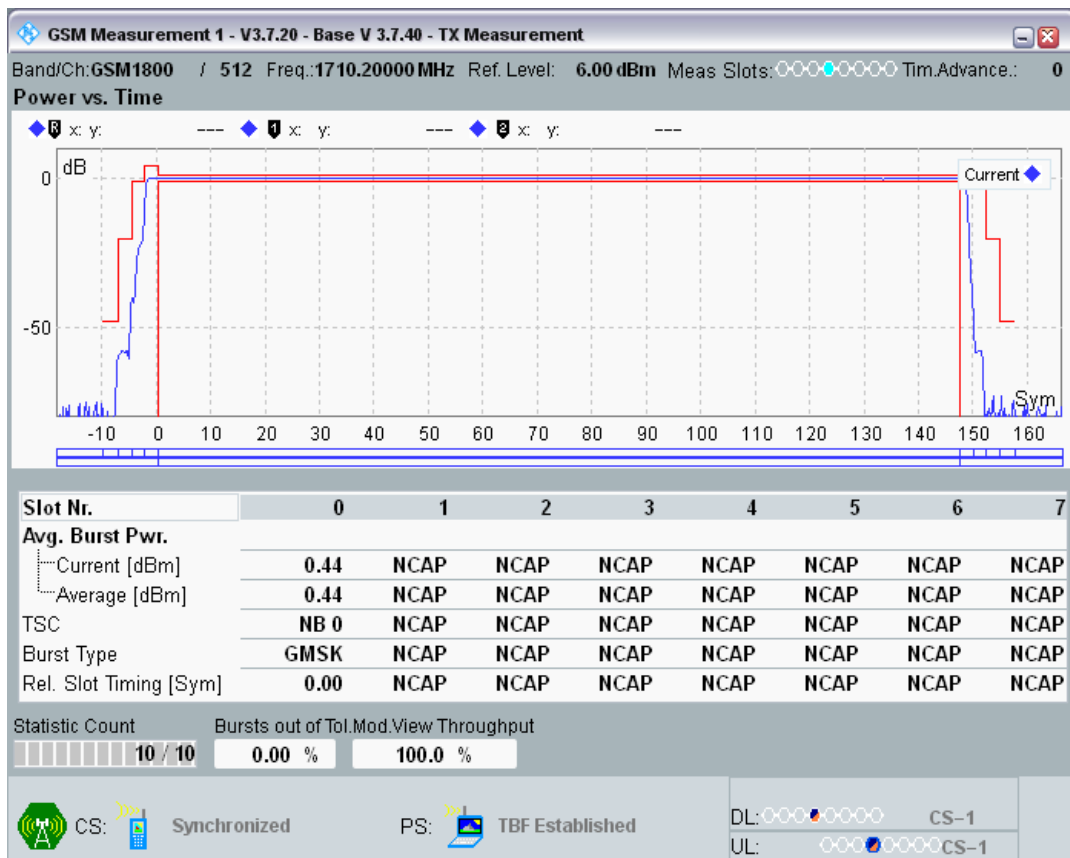 GSM Measurement 1 - V3.7.20 - Base V 3.7.40 - TX Measurement
Band/Ch:GSM1800 / 512 Freq.:1710.20000 MHz Ref. Level: 6.00 dBm Meas Slots: Tim.Advance.: 0
Power vs. Time
R x: y: --- 1 x: y: --- 2 x: y: ---
dB
0
Current
-50
Sym
-10 0 10 20 30 40 50 60 70 80 90 100 110 120 130 140 150 160
Slot Nr. 0 1 2 3 4 5 6 7
Avg. Burst Pwr.
Current [dBm] 0.44 NCAP NCAP NCAP NCAP NCAP NCAP NCAP
Average [dBm] 0.44 NCAP NCAP NCAP NCAP NCAP NCAP NCAP
TSC NB 0 NCAP NCAP NCAP NCAP NCAP NCAP NCAP
Burst Type GMSK NCAP NCAP NCAP NCAP NCAP NCAP NCAP
Rel. Slot Timing [Sym] 0.00 NCAP NCAP NCAP NCAP NCAP NCAP NCAP
Statistic Count Bursts out of Tol. Mod.View Throughput
10 / 10 0.00 % 100.0 %
CS: Synchronized PS: TBF Established
DL: CS-1
UL: CS-1